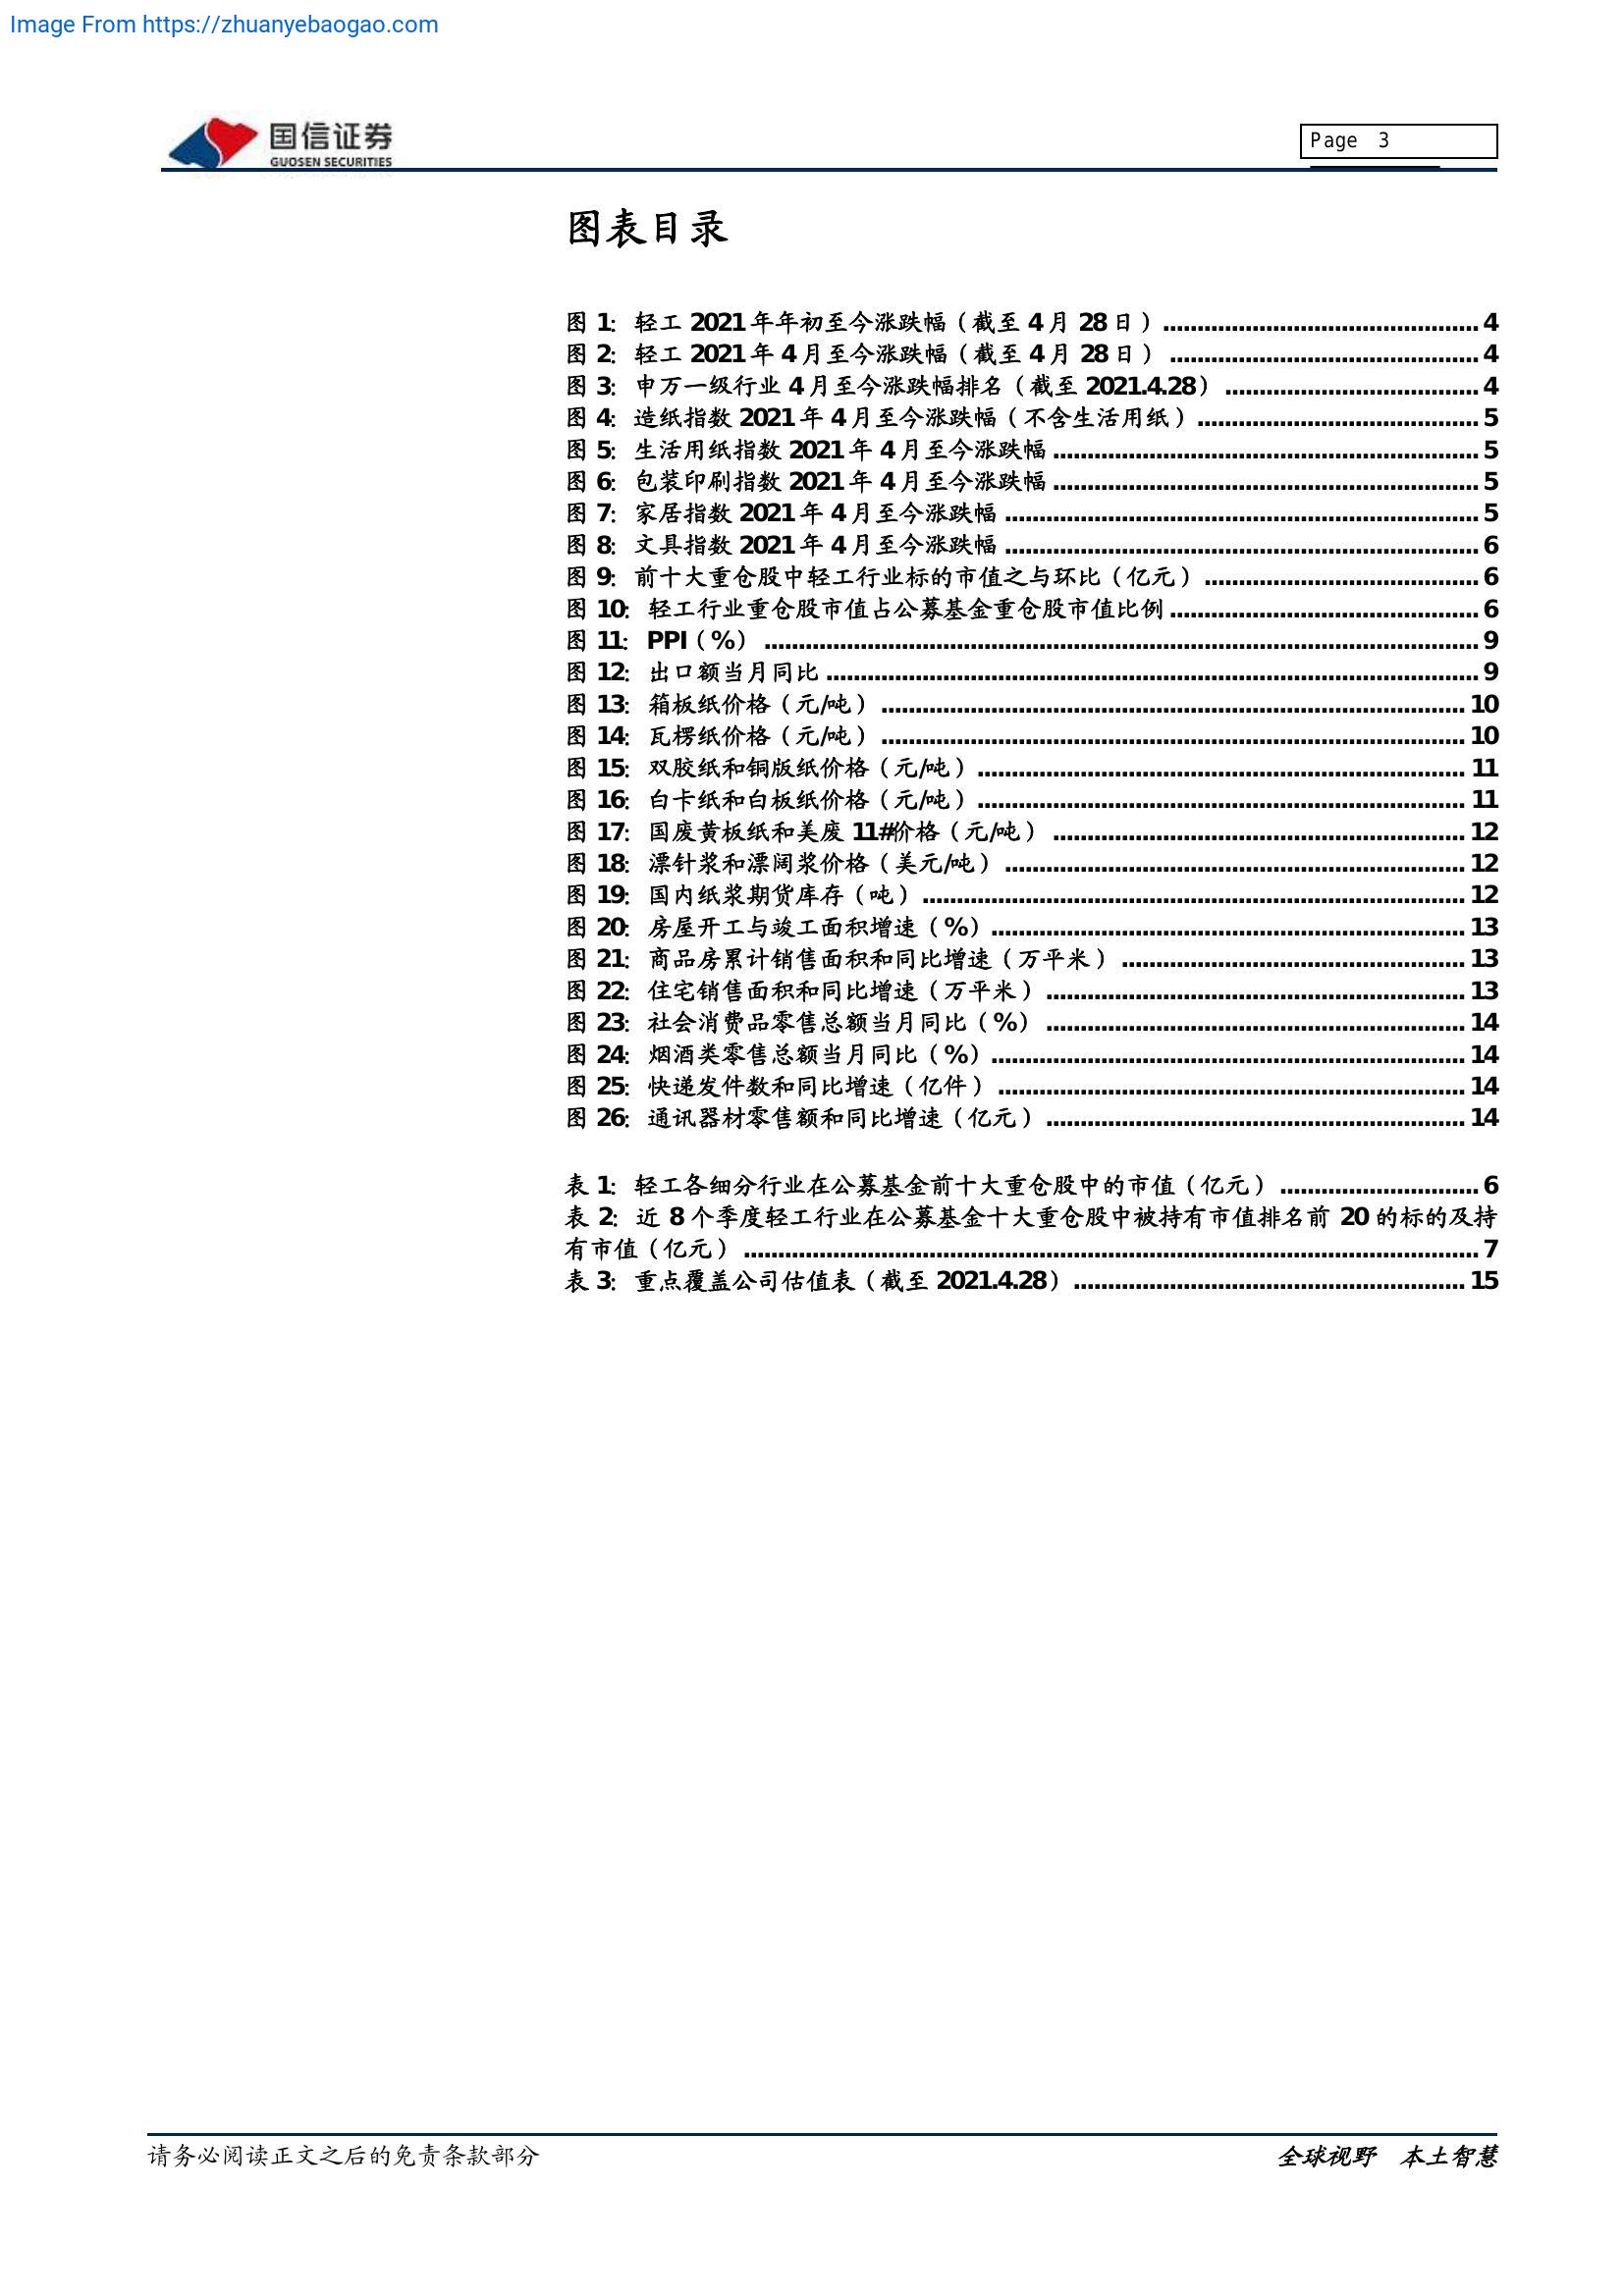 Image From https://zhuanyebaogao.com
国信证券
GUOSEN SECURITIES
Page 3
图表目录
图 1: 轻工 2021 年年初至今涨跌幅（截至 4 月 28 日）.............................................. 4
图 2: 轻工 2021 年 4 月至今涨跌幅（截至 4 月 28 日）............................................. 4
图 3: 申万一级行业 4 月至今涨跌幅排名（截至 2021.4.28）..................................... 4
图 4: 造纸指数 2021 年 4 月至今涨跌幅（不含生活用纸）......................................... 5
图 5: 生活用纸指数 2021 年 4 月至今涨跌幅.............................................................. 5
图 6: 包装印刷指数 2021 年 4 月至今涨跌幅.............................................................. 5
图 7: 家居指数 2021 年 4 月至今涨跌幅..................................................................... 5
图 8: 文具指数 2021 年 4 月至今涨跌幅..................................................................... 6
图 9: 前十大重仓股中轻工行业标的市值之与环比（亿元）........................................ 6
图 10: 轻工行业重仓股市值占公募基金重仓股市值比例............................................. 6
图 11: PPI（%）........................................................................................................ 9
图 12: 出口额当月同比............................................................................................... 9
图 13: 箱板纸价格（元/吨）..................................................................................... 10
图 14: 瓦楞纸价格（元/吨）..................................................................................... 10
图 15: 双胶纸和铜版纸价格（元/吨）....................................................................... 11
图 16: 白卡纸和白板纸价格（元/吨）....................................................................... 11
图 17: 国废黄板纸和美废 11#价格（元/吨）............................................................ 12
图 18: 漂针浆和漂阔浆价格（美元/吨）................................................................... 12
图 19: 国内纸浆期货库存（吨）............................................................................... 12
图 20: 房屋开工与竣工面积增速（%）..................................................................... 13
图 21: 商品房累计销售面积和同比增速（万平米）.................................................. 13
图 22: 住宅销售面积和同比增速（万平米）............................................................. 13
图 23: 社会消费品零售总额当月同比（%）............................................................. 14
图 24: 烟酒类零售总额当月同比（%）..................................................................... 14
图 25: 快递发件数和同比增速（亿件）.................................................................... 14
图 26: 通讯器材零售额和同比增速（亿元）............................................................. 14
表 1: 轻工各细分行业在公募基金前十大重仓股中的市值（亿元）............................. 6
表 2: 近 8 个季度轻工行业在公募基金十大重仓股中被持有市值排名前 20 的标的及持
有市值（亿元）........................................................................................................... 7
表 3: 重点覆盖公司估值表（截至 2021.4.28）......................................................... 15
请务必阅读正文之后的免责条款部分
全球视野 本土智慧